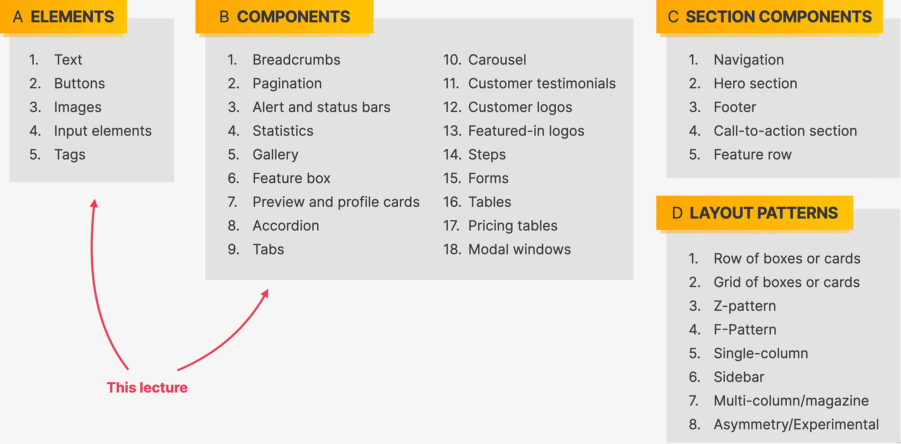 A ELEMENTS
1. Text
2. Buttons
3. Images
4. Input elements
5. Tags
B COMPONENTS
1. Breadcrumbs
2. Pagination
3. Alert and status bars
4. Statistics
5. Gallery
6. Feature box
7. Preview and profile cards
8. Accordion
9. Tabs
10. Carousel
11. Customer testimonials
12. Customer logos
13. Featured-in logos
14. Steps
15. Forms
16. Tables
17. Pricing tables
18. Modal windows
C SECTION COMPONENTS
1. Navigation
2. Hero section
3. Footer
4. Call-to-action section
5. Feature row
D LAYOUT PATTERNS
1. Row of boxes or cards
2. Grid of boxes or cards
3. Z-pattern
4. F-Pattern
5. Single-column
6. Sidebar
7. Multi-column/magazine
8. Asymmetry/Experimental
This lecture